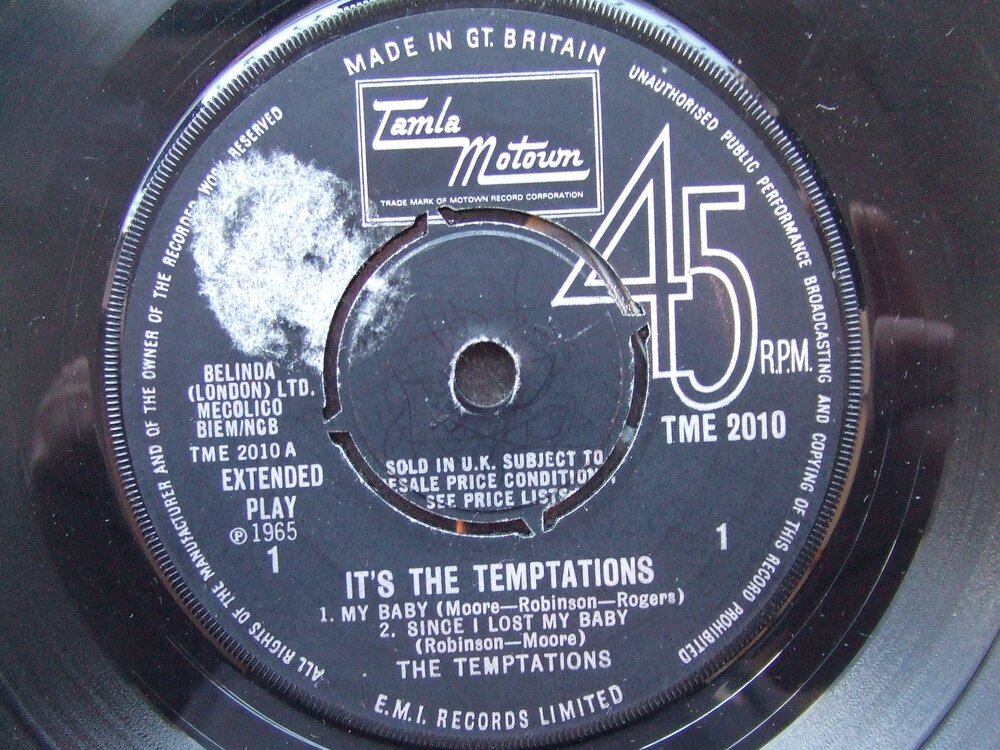 MADE IN GT. BRITAIN
Tamla
Motown
TRADE MARK OF MOTOWN RECORD CORPORATION
45
R.P.M.
TME 2010
BELINDA
(LONDON) LTD.
MECOLICO
BIEM/NCB
TME 2010 A
EXTENDED
PLAY
℗ 1965
1
SOLD IN U.K. SUBJECT TO
ESALE PRICE CONDITION
SEE PRICE LISTS
1
IT'S THE TEMPTATIONS
1. MY BABY (Moore—Robinson—Rogers)
2. SINCE I LOST MY BABY
(Robinson—Moore)
THE TEMPTATIONS
E.M.I. RECORDS LIMITED
ALL RIGHTS OF THE MANUFACTURER AND OF THE OWNER OF THE RECORDED WORK RESERVED
UNAUTHORISED PUBLIC PERFORMANCE BROADCASTING AND COPYING OF THIS RECORD PROHIBITED